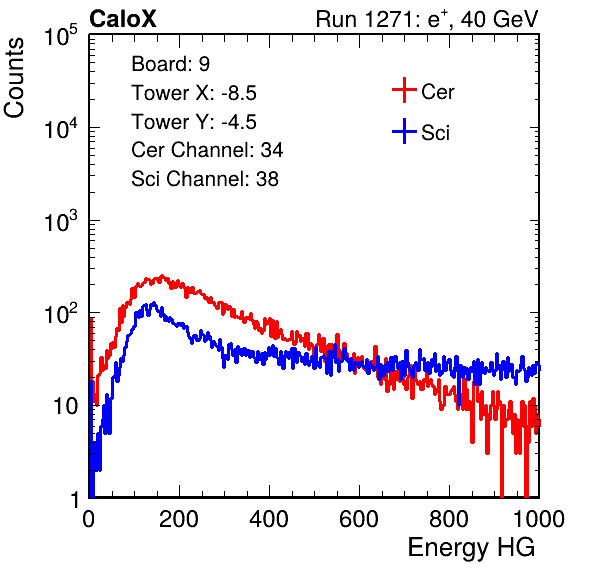 CaloX Run 1271: e⁺, 40 GeV
Counts
10⁵
10⁴
10³
10²
10
1
Board: 9
Tower X: -8.5
Tower Y: -4.5
Cer Channel: 34
Sci Channel: 38
Cer
Sci
0 200 400 600 800 1000
Energy HG